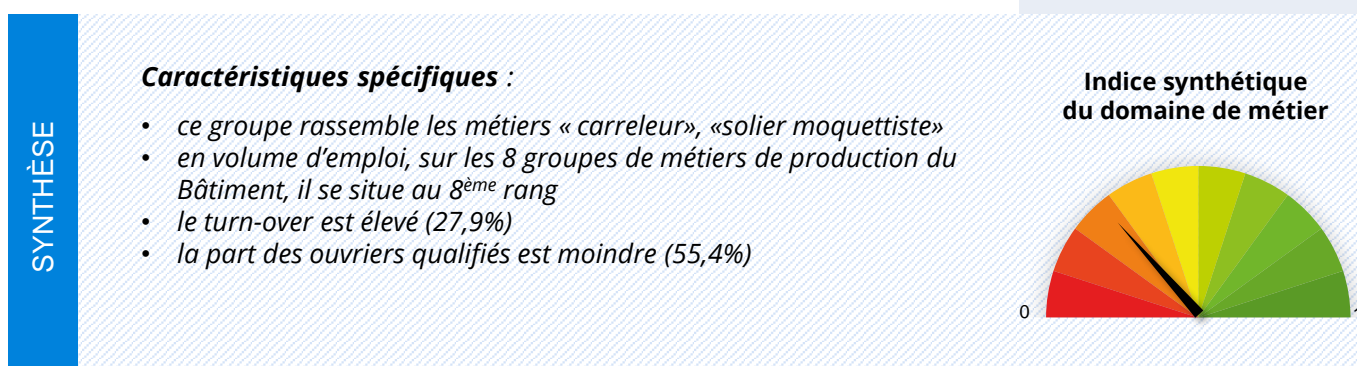 SYNTHÈSE
Caractéristiques spécifiques :
• ce groupe rassemble les métiers « carreleur», «solier moquettiste»
• en volume d'emploi, sur les 8 groupes de métiers de production du
Bâtiment, il se situe au 8ème rang
• le turn-over est élevé (27,9%)
• la part des ouvriers qualifiés est moindre (55,4%)
Indice synthétique
du domaine de métier
0